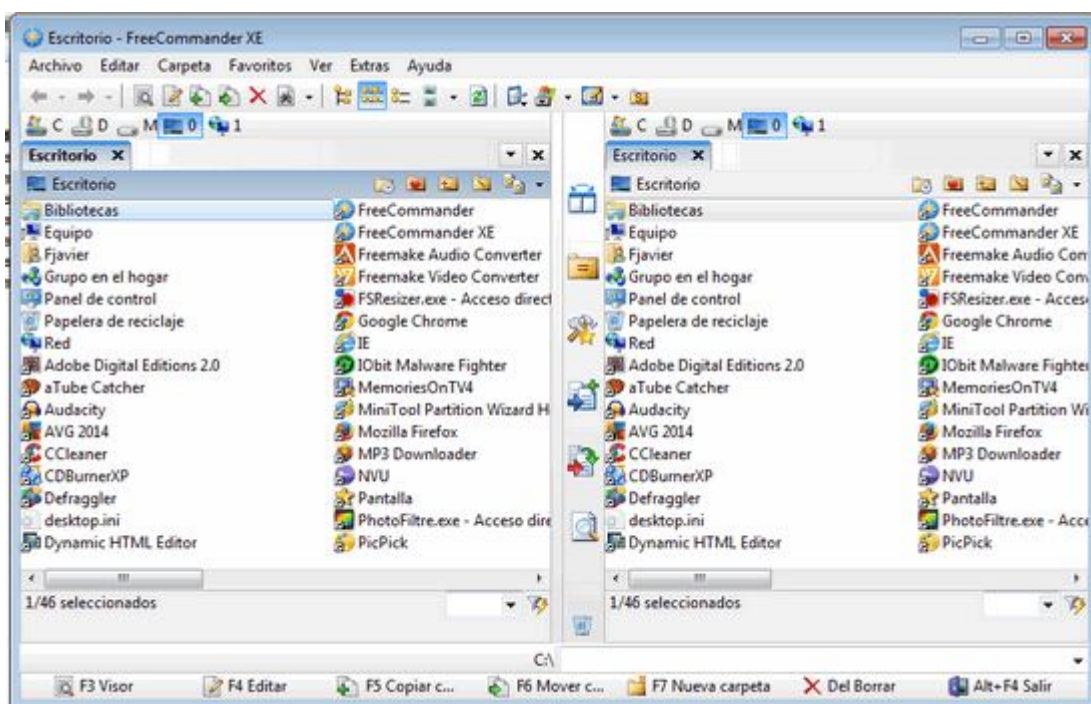 Escritorio - FreeCommander XE
Archivo Editar Carpeta Favoritos Ver Extras Ayuda
C D M 0 1
C D M 0 1
Escritorio
Escritorio
Escritorio
Escritorio
Bibliotecas
Equipo
Fjavier
Grupo en el hogar
Panel de control
Papelera de reciclaje
Red
Adobe Digital Editions 2.0
aTube Catcher
Audacity
AVG 2014
CCleaner
CDBurnerXP
Defraggler
desktop.ini
Dynamic HTML Editor
FreeCommander
FreeCommander XE
Freemake Audio Converter
Freemake Video Converter
FSResizer.exe - Acceso direct
Google Chrome
IE
IObit Malware Fighter
MemoriesOnTV4
MiniTool Partition Wizard H
Mozilla Firefox
MP3 Downloader
NVU
Pantalla
PhotoFiltre.exe - Acceso dire
PicPick
1/46 seleccionados
Bibliotecas
Equipo
Fjavier
Grupo en el hogar
Panel de control
Papelera de reciclaje
Red
Adobe Digital Editions 2.0
aTube Catcher
Audacity
AVG 2014
CCleaner
CDBurnerXP
Defraggler
desktop.ini
Dynamic HTML Editor
FreeCommander
FreeCommander XE
Freemake Audio Con
Freemake Video Con
FSResizer.exe - Acces
Google Chrome
IE
IObit Malware Fighte
MemoriesOnTV4
MiniTool Partition Wi
Mozilla Firefox
MP3 Downloader
NVU
Pantalla
PhotoFiltre.exe - Acce
PicPick
1/46 seleccionados
C:\
F3 Visor F4 Editar F5 Copiar c... F6 Mover c... F7 Nueva carpeta Del Borrar Alt+F4 Salir